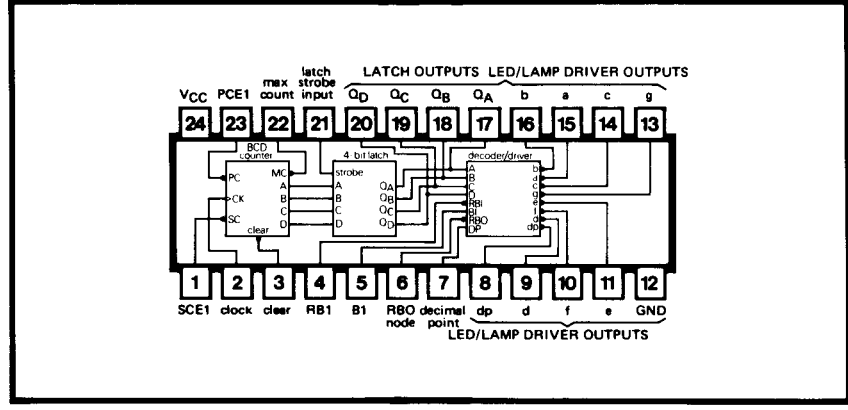 LATCH OUTPUTS LED/LAMP DRIVER OUTPUTS
VCC PCE1 max count latch strobe input QD QC QB QA b a c g
24 23 22 21 20 19 18 17 16 15 14 13
BCD counter 4-bit latch decoder/driver
PC MC strobe A b
A A QA B a
CK B B QB C c
C C QC D g
SC D D QD RBI e
clear BI f
RBO d
DP dp
1 2 3 4 5 6 7 8 9 10 11 12
SCE1 clock clear RB1 B1 RBO node decimal point dp d f e GND
LED/LAMP DRIVER OUTPUTS